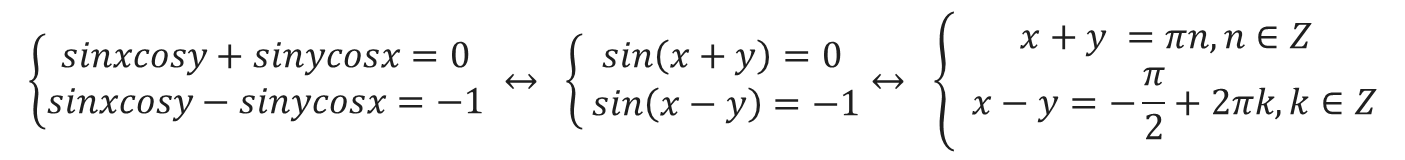 { sinxcosy + sinycosx = 0 ↔ { sin(x + y) = 0 ↔ { x + y = πn, n ∈ Z
sinxcosy − sinycosx = −1 sin(x − y) = −1 x − y = −π/2 + 2πk, k ∈ Z